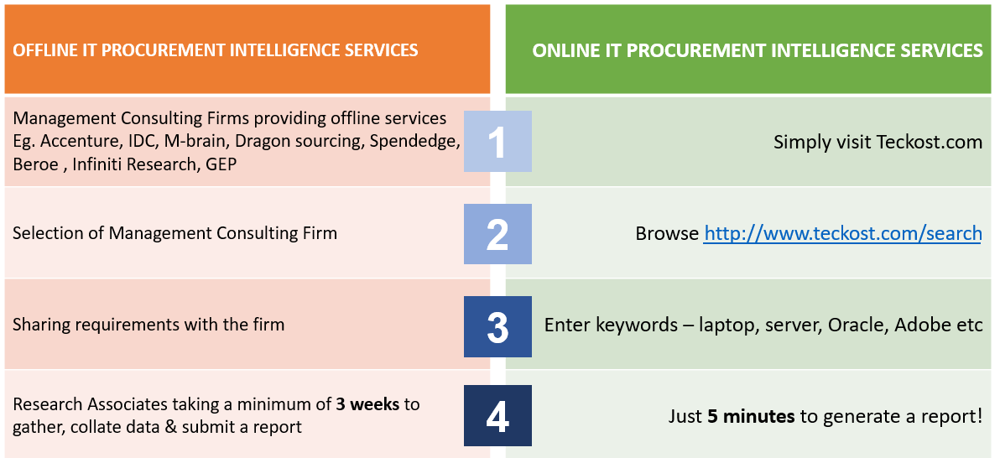 OFFLINE IT PROCUREMENT INTELLIGENCE SERVICES
ONLINE IT PROCUREMENT INTELLIGENCE SERVICES
Management Consulting Firms providing offline services
Eg. Accenture, IDC, M-brain, Dragon sourcing, Spendedge,
Beroe , Infiniti Research, GEP
1
Simply visit Teckost.com
Selection of Management Consulting Firm
2
Browse http://www.teckost.com/search
Sharing requirements with the firm
3
Enter keywords – laptop, server, Oracle, Adobe etc
Research Associates taking a minimum of 3 weeks to
gather, collate data & submit a report
4
Just 5 minutes to generate a report!